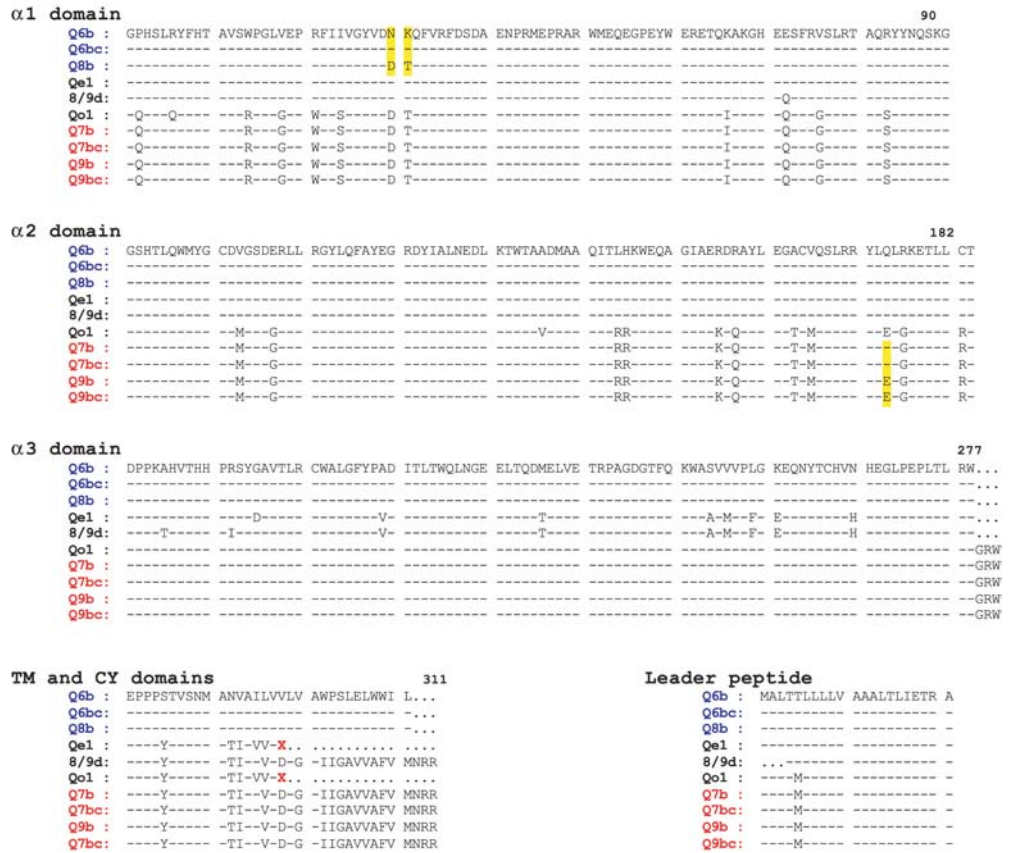 α1 domain 90
Q6b : GPHSLRYFHT AVSWPGLVEP RFIIVGYVDN KQFVRFDSDA ENPRMEPRAR WMEQEGPEYW ERETQKAKGH EESFRVSLRT AQRYYNQSKG
Q6bc: ---------- ---------- ---------- ---------- ---------- ---------- ---------- ---------- ----------
Q8b : ---------- ---------- ---------D T--------- ---------- ---------- ---------- ---------- ----------
Qe1 : ---------- ---------- ---------- ---------- ---------- ---------- ---------- ---------- ----------
8/9d: ---------- ---------- ---------- ---------- ---------- ---------- ---------- -Q-------- ----------
Qo1 : -Q---Q---- ---R---G-- W--S-----D T--------- ---------- ---------- -----I---- -Q---G---- --S-------
Q7b : -Q-------- ---R---G-- W--S-----D T--------- ---------- ---------- -----I---- -Q---G---- --S-------
Q7bc: -Q-------- ---R---G-- W--S-----D T--------- ---------- ---------- -----I---- -Q---G---- --S-------
Q9b : -Q-------- ---R---G-- W--S-----D T--------- ---------- ---------- -----I---- -Q---G---- --S-------
Q9bc: -Q-------- ---R---G-- W--S-----D T--------- ---------- ---------- -----I---- -Q---G---- --S-------
α2 domain 182
Q6b : GSHTLQWMYG CDVGSDERLL RGYLQFAYEG RDYIALNEDL KTWTAADMAA QITLHKWEQA GIAERDRAYL EGACVQSLRR YLQLRKETLL CT
Q6bc: ---------- ---------- ---------- ---------- ---------- ---------- ---------- ---------- ---------- --
Q8b : ---------- ---------- ---------- ---------- ---------- ---------- ---------- ---------- ---------- --
Qe1 : ---------- ---------- ---------- ---------- ---------- ---------- ---------- ---------- ---------- --
8/9d: ---------- ---------- ---------- ---------- ---------- ---------- ---------- ---------- ---------- --
Qo1 : ---------- --M---G--- ---------- ---------- -----V---- ---RR----- ----K-Q--- --T-M----- --E-G----- R-
Q7b : ---------- --M---G--- ---------- ---------- ---------- ---RR----- ----K-Q--- --T-M----- ----G----- R-
Q7bc: ---------- --M---G--- ---------- ---------- ---------- ---RR----- ----K-Q--- --T-M----- ----G----- R-
Q9b : ---------- --M---G--- ---------- ---------- ---------- ---RR----- ----K-Q--- --T-M----- --E-G----- R-
Q9bc: ---------- --M---G--- ---------- ---------- ---------- ---RR----- ----K-Q--- --T-M----- --E-G----- R-
α3 domain 277
Q6b : DPPKAHVTHH PRSYGAVTLR CWALGFYPAD ITLTWQLNGE ELTQDMELVE TRPAGDGTFQ KWASVVVPLG KEQNYTCHVN HEGLPEPLTL RW...
Q6bc: ---------- ---------- ---------- ---------- ---------- ---------- ---------- ---------- ---------- --...
Q8b : ---------- ---------- ---------- ---------- ---------- ---------- ---------- ---------- ---------- --...
Qe1 : ---------- ----D----- --------V- ---------- -----T---- ---------- ---A-M--F- E--------H ---------- --...
8/9d: ----T----- -I-------- --------V- ---------- -----T---- ---------- ---A-M--F- E--------H ---------- --...
Qo1 : ---------- ---------- ---------- ---------- ---------- ---------- ---------- ---------- ---------- --GRW
Q7b : ---------- ---------- ---------- ---------- ---------- ---------- ---------- ---------- ---------- --GRW
Q7bc: ---------- ---------- ---------- ---------- ---------- ---------- ---------- ---------- ---------- --GRW
Q9b : ---------- ---------- ---------- ---------- ---------- ---------- ---------- ---------- ---------- --GRW
Q9bc: ---------- ---------- ---------- ---------- ---------- ---------- ---------- ---------- ---------- --GRW
TM and CY domains 311
Q6b : EPPPSTVSNM ANVAILVVLV AWPSLELWWI L...
Q6bc: ---------- ---------- ---------- -...
Q8b : ---------- ---------- ---------- -...
Qe1 : ----Y----- -TI-VV-X.. .......... ....
8/9d: ----Y----- -TI--V-D-G -IIGAVVAFV MNRR
Qo1 : ----Y----- -TI-VV-X.. .......... ....
Q7b : ----Y----- -TI--V-D-G -IIGAVVAFV MNRR
Q7bc: ----Y----- -TI--V-D-G -IIGAVVAFV MNRR
Q9b : ----Y----- -TI--V-D-G -IIGAVVAFV MNRR
Q7bc: ----Y----- -TI--V-D-G -IIGAVVAFV MNRR
Leader peptide
Q6b : MALTTLLLLV AAALTLIETR A
Q6bc: ---------- ---------- -
Q8b : ---------- ---------- -
Qe1 : ---------- ---------- -
8/9d: ...------- ---------- -
Qo1 : ----M----- ---------- -
Q7b : ----M----- ---------- -
Q7bc: ----M----- ---------- -
Q9b : ----M----- ---------- -
Q9bc: ----M----- ---------- -